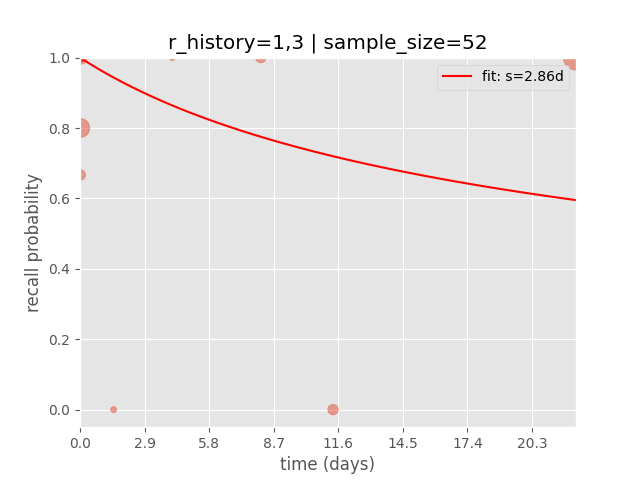 r_history=1,3 | sample_size=52
fit: s=2.86d
1.0
0.8
0.6
0.4
0.2
0.0
recall probability
0.0 2.9 5.8 8.7 11.6 14.5 17.4 20.3
time (days)